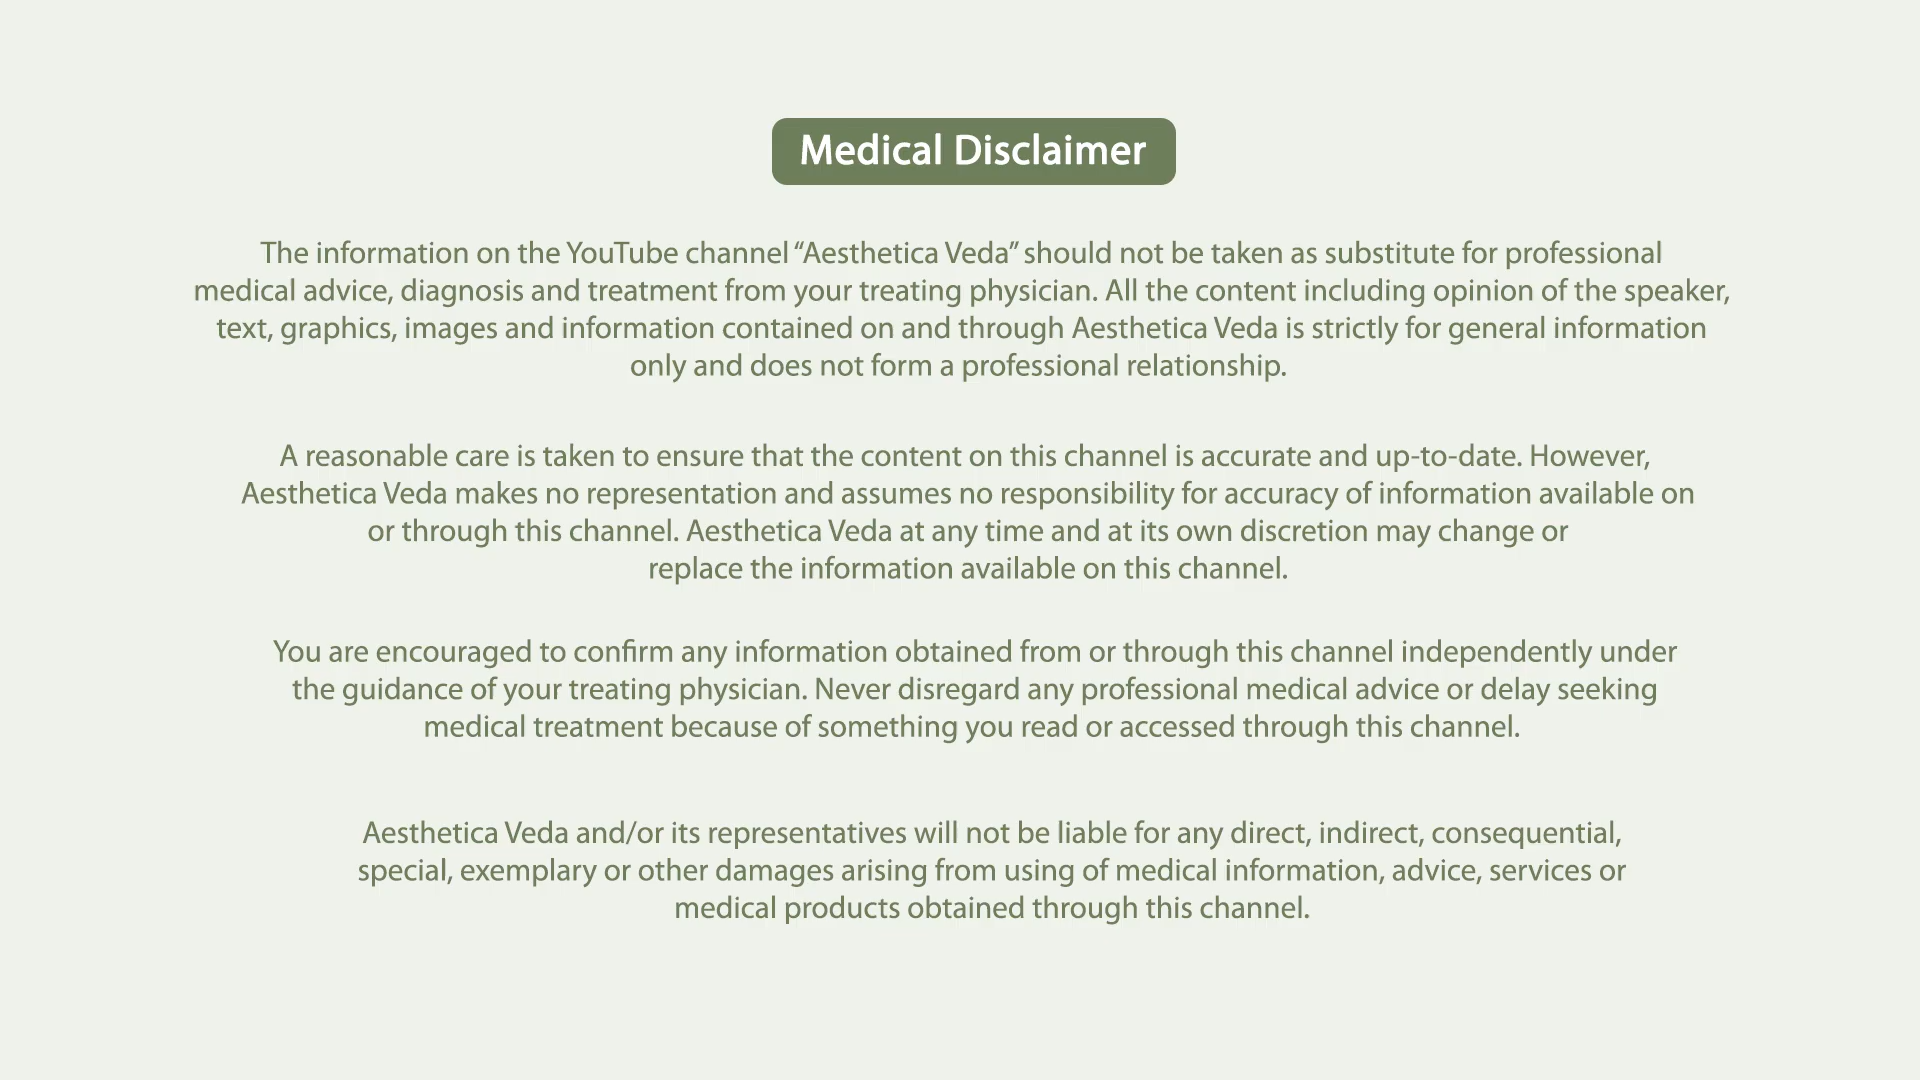 Medical Disclaimer
The information on the YouTube channel “Aesthetica Veda” should not be taken as substitute for professional
medical advice, diagnosis and treatment from your treating physician. All the content including opinion of the speaker,
text, graphics, images and information contained on and through Aesthetica Veda is strictly for general information
only and does not form a professional relationship.
A reasonable care is taken to ensure that the content on this channel is accurate and up-to-date. However,
Aesthetica Veda makes no representation and assumes no responsibility for accuracy of information available on
or through this channel. Aesthetica Veda at any time and at its own discretion may change or
replace the information available on this channel.
You are encouraged to confirm any information obtained from or through this channel independently under
the guidance of your treating physician. Never disregard any professional medical advice or delay seeking
medical treatment because of something you read or accessed through this channel.
Aesthetica Veda and/or its representatives will not be liable for any direct, indirect, consequential,
special, exemplary or other damages arising from using of medical information, advice, services or
medical products obtained through this channel.